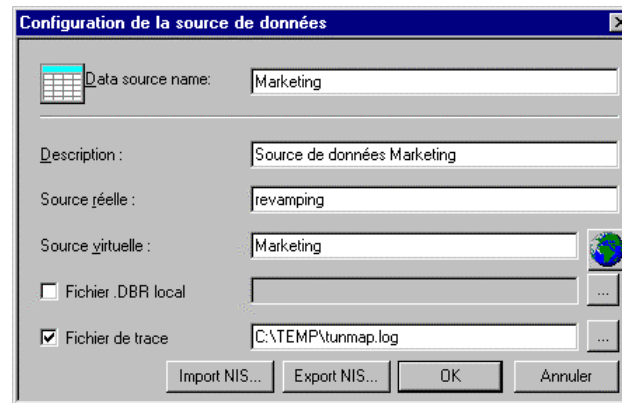 Configuration de la source de données
Data source name: Marketing
Description : Source de données Marketing
Source réelle : revamping
Source virtuelle : Marketing
Fichier .DBR local ...
Fichier de trace C:\TEMP\tunmap.log ...
Import NIS... Export NIS... OK Annuler